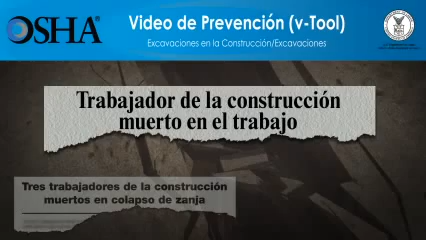 OSHA®
Video de Prevención (v-Tool)
Excavaciones en la Construcción/Excavaciones
Trabajador de la construcción
muerto en el trabajo
Tres trabajadores de la construcción
muertos en colapso de zanja